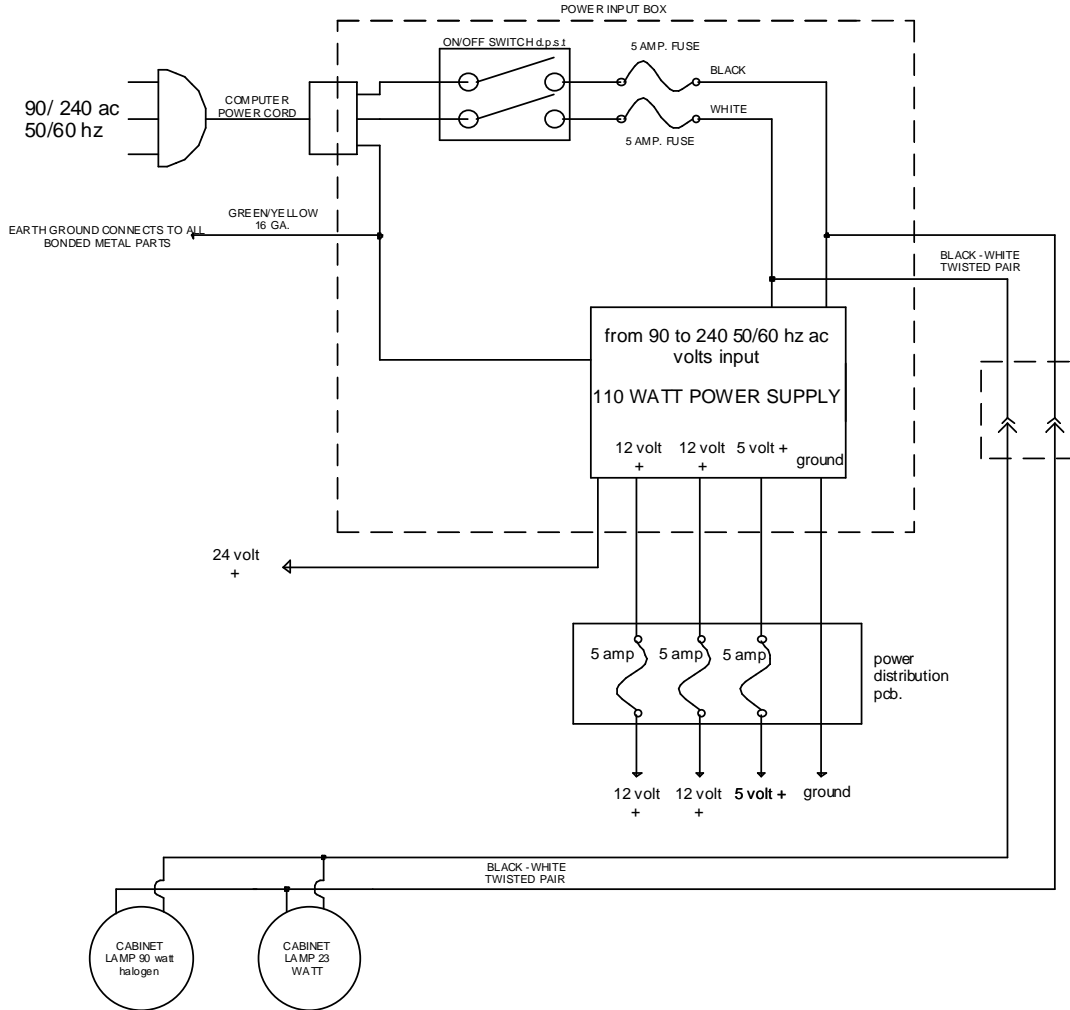 POWER INPUT BOX
ON/OFF SWITCH d.p.s.t
5 AMP. FUSE
BLACK
90/ 240 ac
50/60 hz
COMPUTER
POWER CORD
WHITE
5 AMP. FUSE
GREEN/YELLOW
16 GA.
EARTH GROUND CONNECTS TO ALL
BONDED METAL PARTS
BLACK - WHITE
TWISTED PAIR
from 90 to 240 50/60 hz ac
volts input
110 WATT POWER SUPPLY
12 volt
+
12 volt
+
5 volt +
ground
24 volt
+
5 amp
5 amp
5 amp
power
distribution
pcb.
12 volt
+
12 volt
+
5 volt +
ground
BLACK - WHITE
TWISTED PAIR
CABINET
LAMP 90 watt
halogen
CABINET
LAMP 23
WATT